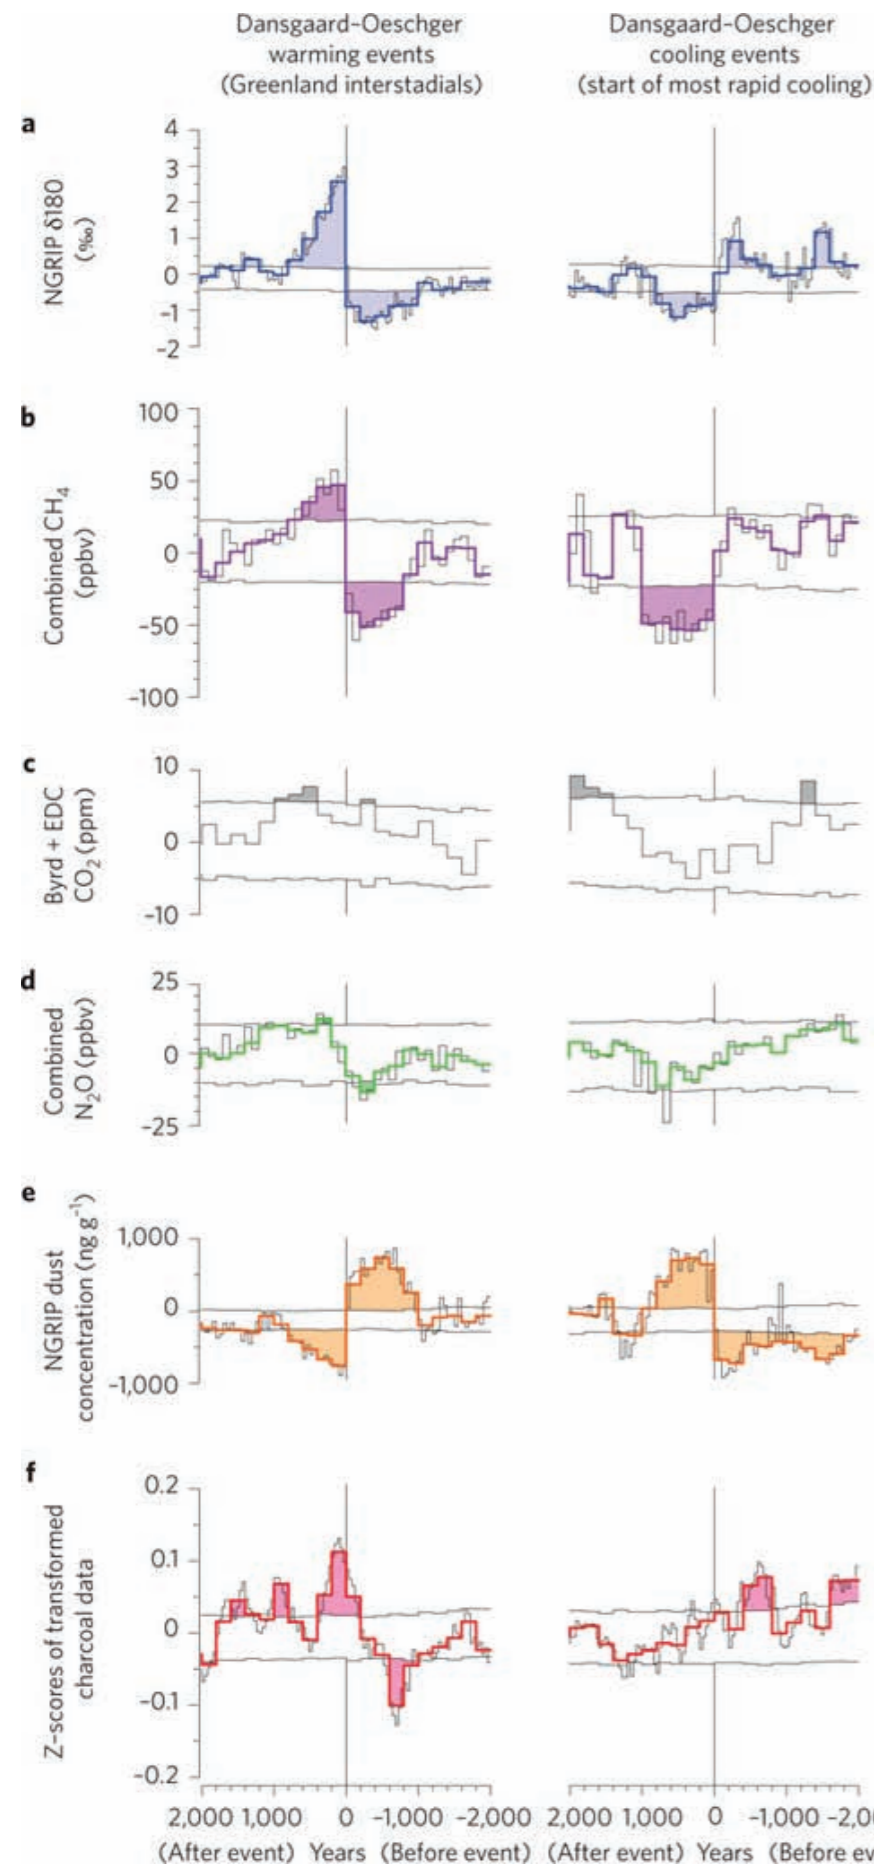 Dansgaard–Oeschger
warming events
(Greenland interstadials)
Dansgaard–Oeschger
cooling events
(start of most rapid cooling)
a
NGRIP δ180
(‰)
4
3
2
1
0
–1
–2
b
Combined CH4
(ppbv)
100
50
0
–50
–100
c
Byrd + EDC
CO2 (ppm)
10
0
–10
d
Combined
N2O (ppbv)
25
0
–25
e
NGRIP dust
concentration (ng g–1)
1,000
0
–1,000
f
Z–scores of transformed
charcoal data
0.2
0.1
0
–0.1
–0.2
2,000 1,000 0 –1,000 –2,000
(After event) Years (Before event)
2,000 1,000 0 –1,000 –2,0
(After event) Years (Before ev